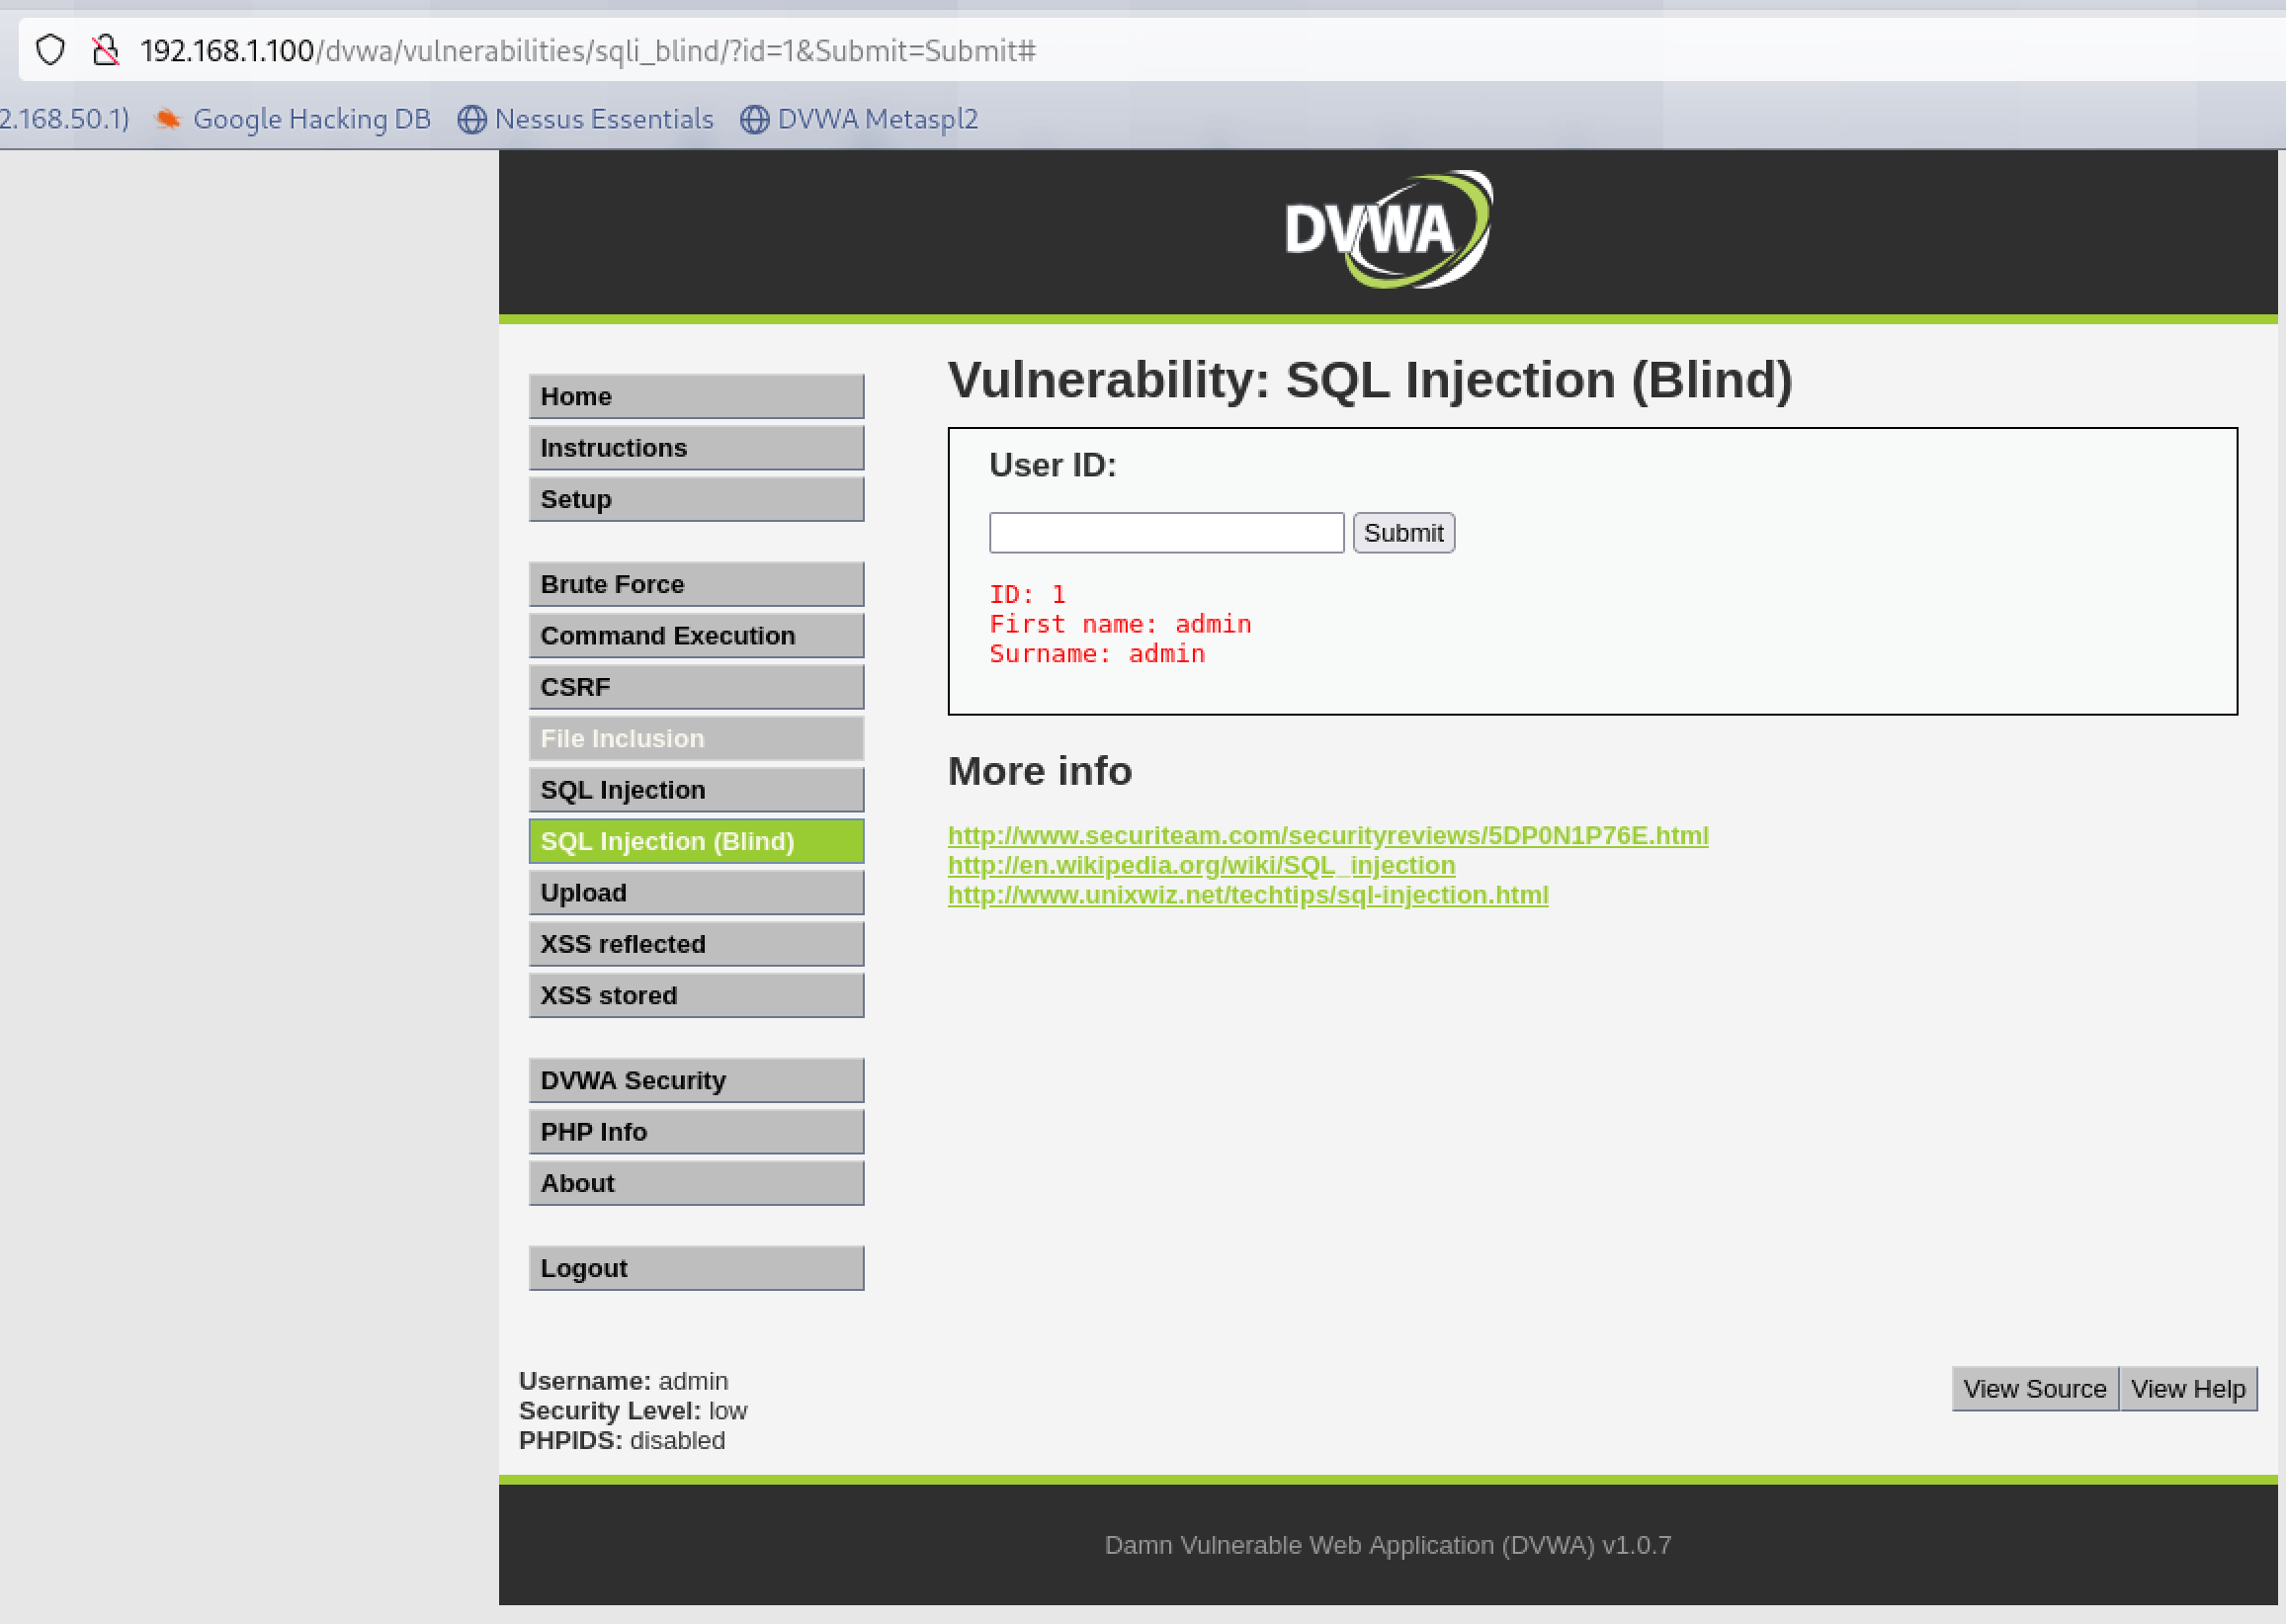 192.168.1.100/dvwa/vulnerabilities/sqli_blind/?id=1&Submit=Submit#
2.168.50.1) Google Hacking DB Nessus Essentials DVWA Metaspl2
DVWA
Home
Instructions
Setup
Brute Force
Command Execution
CSRF
File Inclusion
SQL Injection
SQL Injection (Blind)
Upload
XSS reflected
XSS stored
DVWA Security
PHP Info
About
Logout
Vulnerability: SQL Injection (Blind)
User ID:
Submit
ID: 1
First name: admin
Surname: admin
More info
http://www.securiteam.com/securityreviews/5DP0N1P76E.html
http://en.wikipedia.org/wiki/SQL_injection
http://www.unixwiz.net/techtips/sql-injection.html
Username: admin
Security Level: low
PHPIDS: disabled
View Source View Help
Damn Vulnerable Web Application (DVWA) v1.0.7